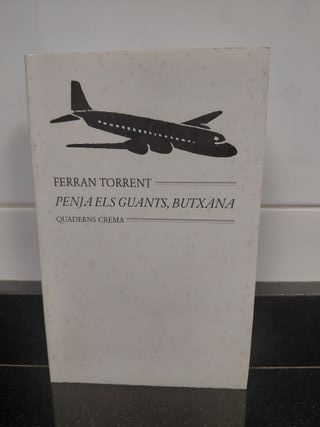 FERRAN TORRENT
PENJA ELS GUANTS, BUTXANA
QUADERNS CREMA